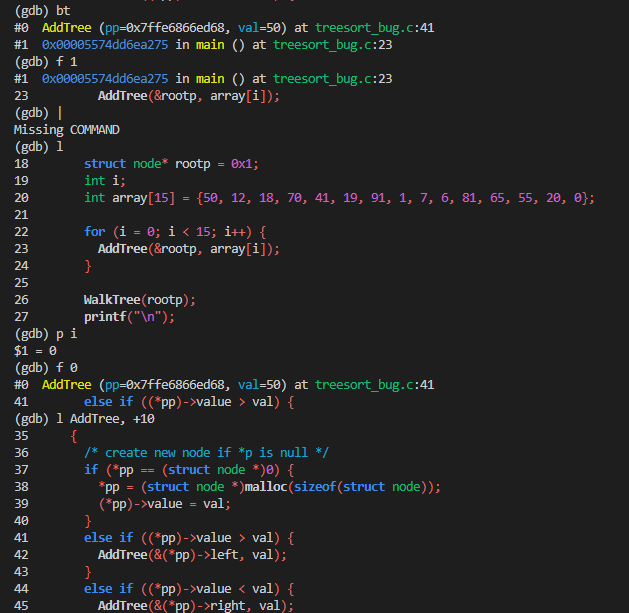 (gdb) bt
#0  AddTree (pp=0x7ffe6866ed68, val=50) at treesort_bug.c:41
#1  0x00005574dd6ea275 in main () at treesort_bug.c:23
(gdb) f 1
#1  0x00005574dd6ea275 in main () at treesort_bug.c:23
23          AddTree(&rootp, array[i]);
(gdb) |
Missing COMMAND
(gdb) l
18        struct node* rootp = 0x1;
19        int i;
20        int array[15] = {50, 12, 18, 70, 41, 19, 91, 1, 7, 6, 81, 65, 55, 20, 0};
21
22        for (i = 0; i < 15; i++) {
23          AddTree(&rootp, array[i]);
24        }
25
26        WalkTree(rootp);
27        printf("\n");
(gdb) p i
$1 = 0
(gdb) f 0
#0  AddTree (pp=0x7ffe6866ed68, val=50) at treesort_bug.c:41
41        else if ((*pp)->value > val) {
(gdb) l AddTree, +10
35      {
36        /* create new node if *p is null */
37        if (*pp == (struct node *)0) {
38          *pp = (struct node *)malloc(sizeof(struct node));
39          (*pp)->value = val;
40        }
41        else if ((*pp)->value > val) {
42          AddTree(&(*pp)->left, val);
43        }
44        else if ((*pp)->value < val) {
45          AddTree(&(*pp)->right, val);